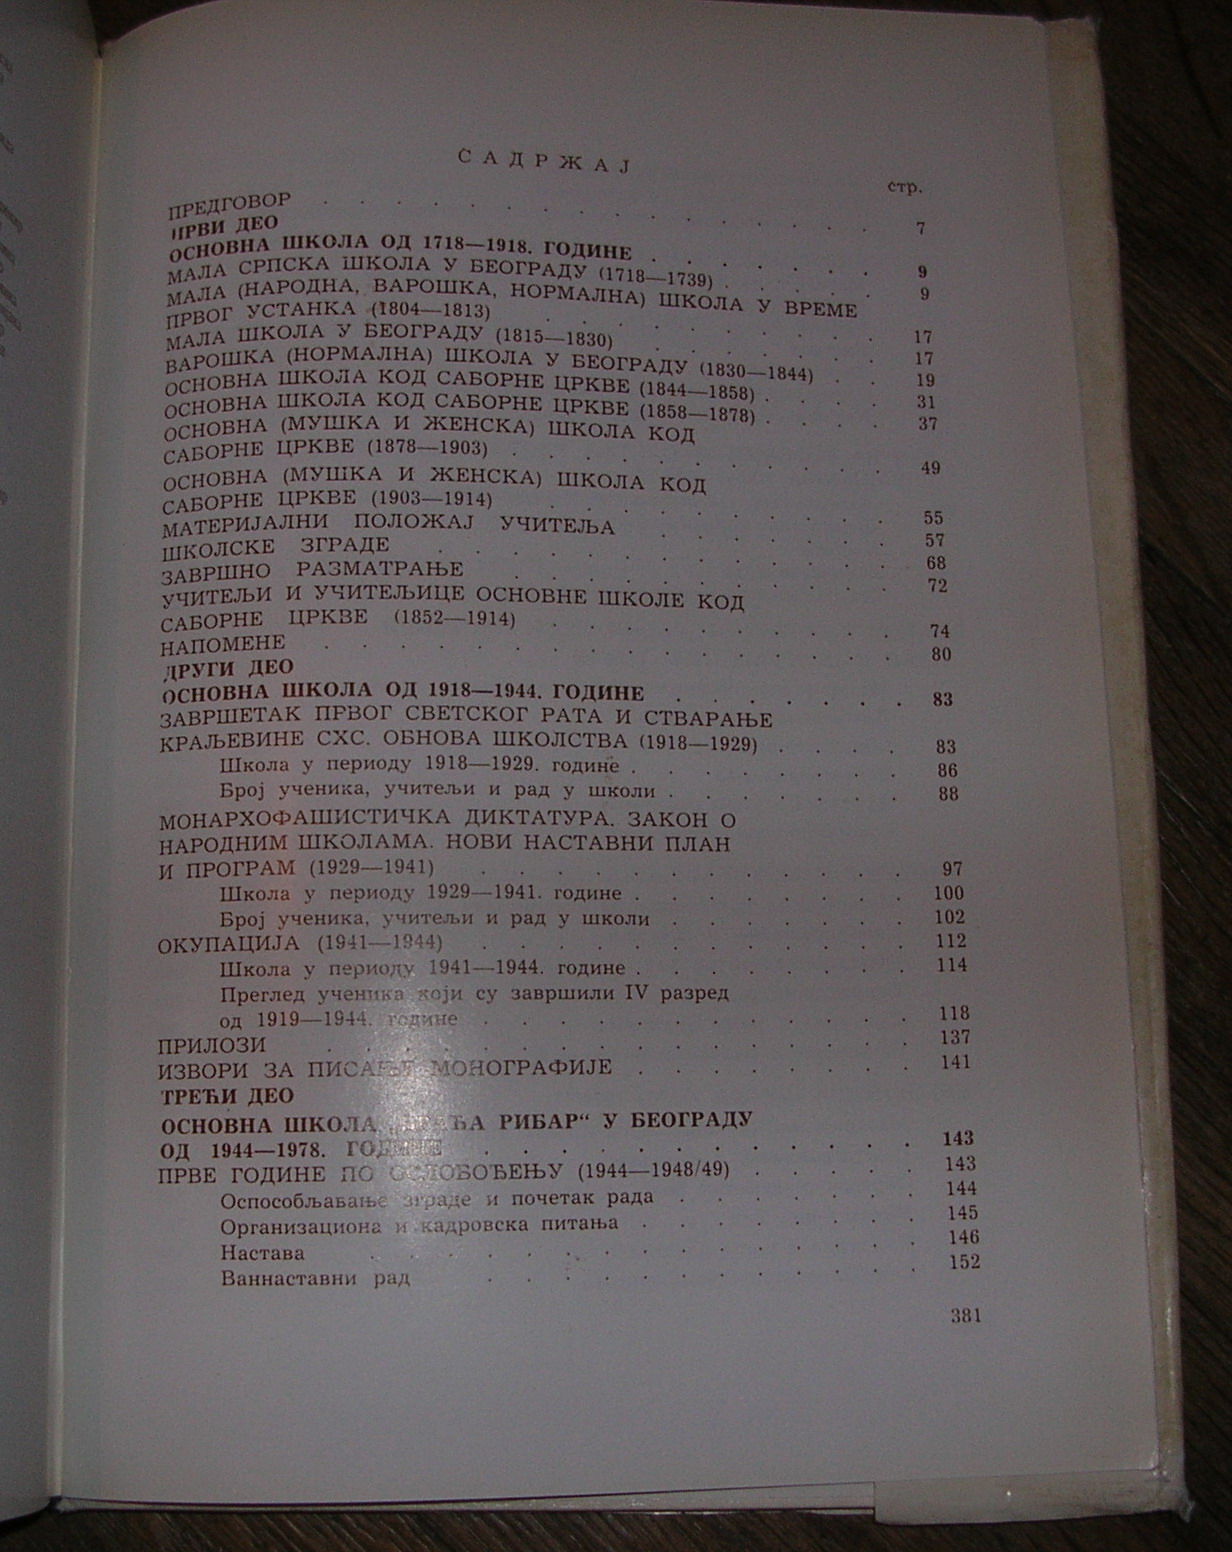 САДРЖАЈ
стр.
ПРЕДГОВОР . . . . . . . . . . . . . 7
ПРВИ ДЕО
ОСНОВНА ШКОЛА ОД 1718—1918. ГОДИНЕ . . . . . . 9
МАЛА СРПСКА ШКОЛА У БЕОГРАДУ (1718—1739) . . . . 9
МАЛА (НАРОДНА, ВАРОШКА, НОРМАЛНА) ШКОЛА У ВРЕМЕ
ПРВОГ УСТАНКА (1804—1813) . . . . . . . . . 17
МАЛА ШКОЛА У БЕОГРАДУ (1815—1830) . . . . . . 17
ВАРОШКА (НОРМАЛНА) ШКОЛА У БЕОГРАДУ (1830—1844) . . 19
ОСНОВНА ШКОЛА КОД САБОРНЕ ЦРКВЕ (1844—1858) . . . . 31
ОСНОВНА ШКОЛА КОД САБОРНЕ ЦРКВЕ (1858—1878) . . . . 37
ОСНОВНА (МУШКА И ЖЕНСКА) ШКОЛА КОД
САБОРНЕ ЦРКВЕ (1878—1903) . . . . . . . . . . 49
ОСНОВНА (МУШКА И ЖЕНСКА) ШКОЛА КОД
САБОРНЕ ЦРКВЕ (1903—1914) . . . . . . . . . 55
МАТЕРИЈАЛНИ ПОЛОЖАЈ УЧИТЕЉА . . . . . . 57
ШКОЛСКЕ ЗГРАДЕ . . . . . . . . . . . . 68
ЗАВРШНО РАЗМАТРАЊЕ . . . . . . . . . . 72
УЧИТЕЉИ И УЧИТЕЉИЦЕ ОСНОВНЕ ШКОЛЕ КОД
САБОРНЕ ЦРКВЕ (1852—1914) . . . . . . . . . 74
НАПОМЕНЕ . . . . . . . . . . . . . . . 80
ДРУГИ ДЕО
ОСНОВНА ШКОЛА ОД 1918—1944. ГОДИНЕ . . . . . . 83
ЗАВРШЕТАК ПРВОГ СВЕТСКОГ РАТА И СТВАРАЊЕ
КРАЉЕВИНЕ СХС. ОБНОВА ШКОЛСТВА (1918—1929) . . . . 83
Школа у периоду 1918—1929. године . . . . . . . 86
Број ученика, учитељи и рад у школи . . . . . . . 88
МОНАРХОФАШИСТИЧКА ДИКТАТУРА. ЗАКОН О
НАРОДНИМ ШКОЛАМА. НОВИ НАСТАВНИ ПЛАН
И ПРОГРАМ (1929—1941) . . . . . . . . . . . 97
Школа у периоду 1929—1941. године . . . . . . . 100
Број ученика, учитељи и рад у школи . . . . . . 102
ОКУПАЦИЈА (1941—1944) . . . . . . . . . . . 112
Школа у периоду 1941—1944. године . . . . . . . 114
Преглед ученика који су завршили IV разред
од 1919—1944. године . . . . . . . . . . . 118
ПРИЛОЗИ . . . . . . . . . . . . . . . 137
ИЗВОРИ ЗА ПИСАЊЕ МОНОГРАФИЈЕ . . . . . . . 141
ТРЕЋИ ДЕО
ОСНОВНА ШКОЛА „БРАЋА РИБАР“ У БЕОГРАДУ
ОД 1944—1978. ГОДИНЕ . . . . . . . . . . . 143
ПРВЕ ГОДИНЕ ПО ОСЛОБОЂЕЊУ (1944—1948/49) . . . . . 143
Оспособљавање зграде и почетак рада . . . . . . 144
Организациона и кадровска питања . . . . . . . 145
Настава . . . . . . . . . . . . . . 146
Ваннаставни рад . . . . . . . . . . . 152
381